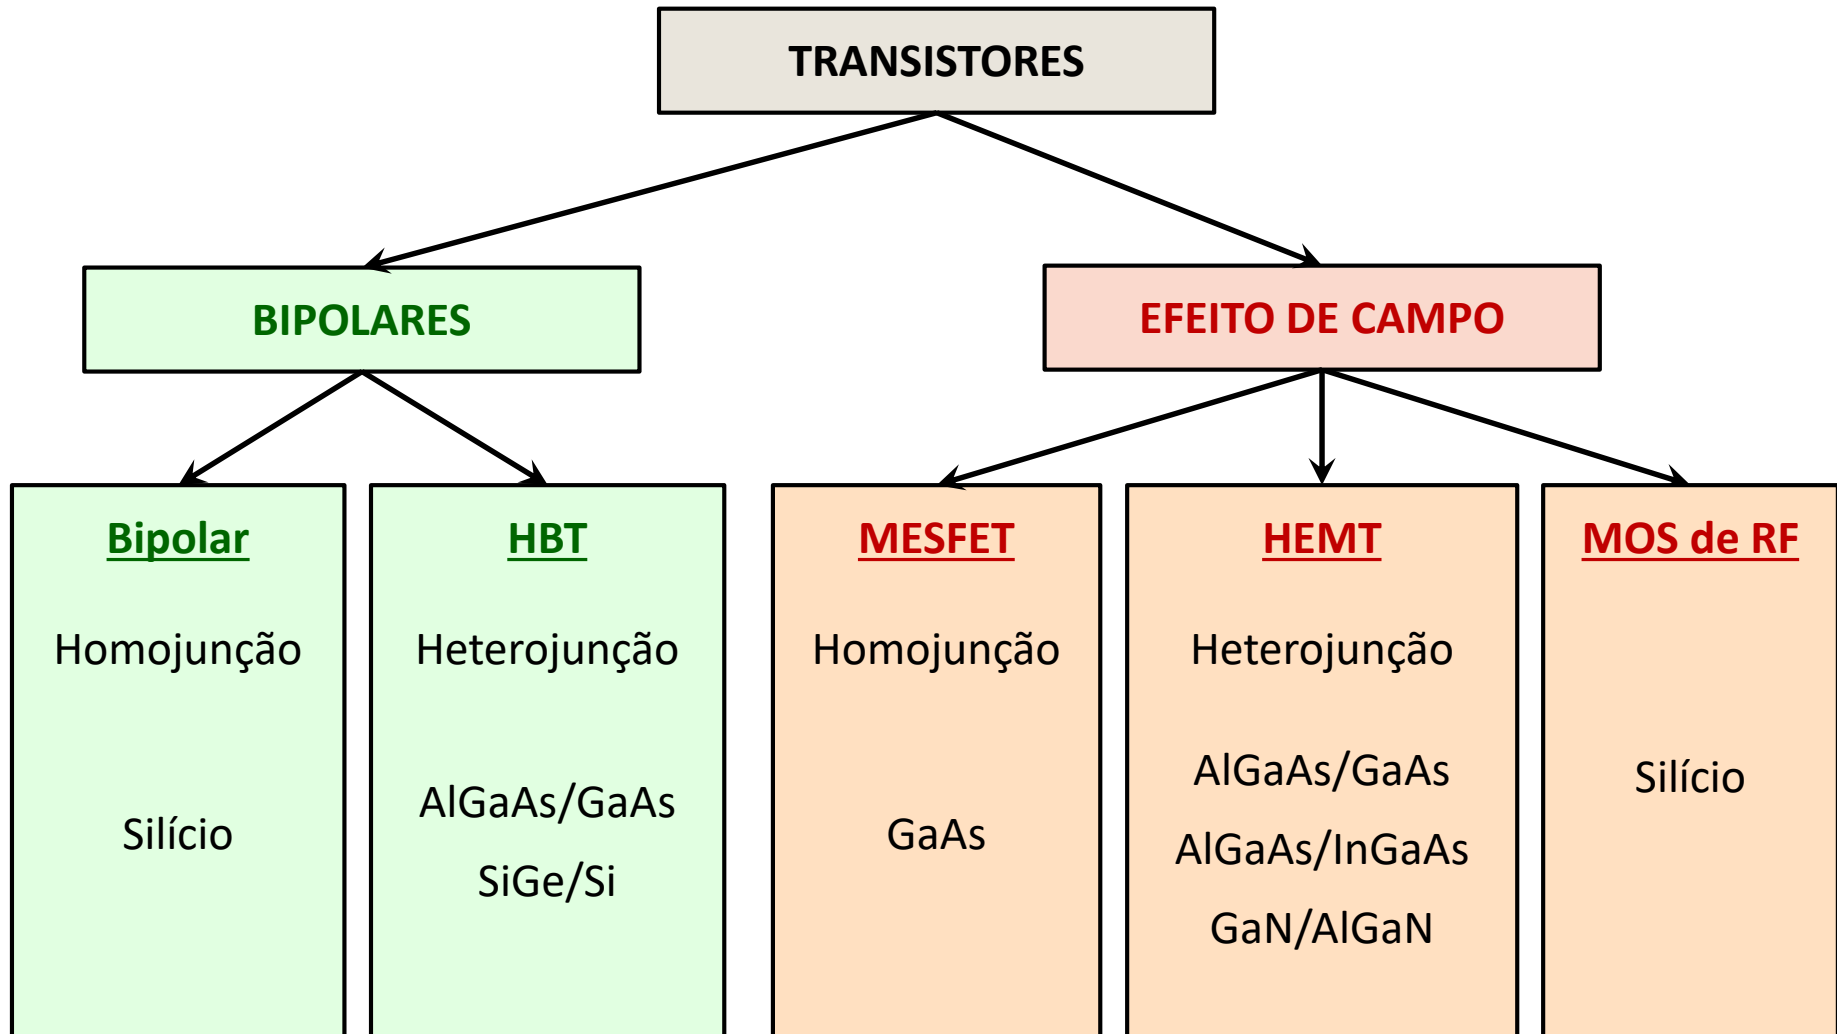 TRANSISTORES
BIPOLARES
EFEITO DE CAMPO
Bipolar
Homojunção
Silício
HBT
Heterojunção
AlGaAs/GaAs
SiGe/Si
MESFET
Homojunção
GaAs
HEMT
Heterojunção
AlGaAs/GaAs
AlGaAs/InGaAs
GaN/AlGaN
MOS de RF
Silício